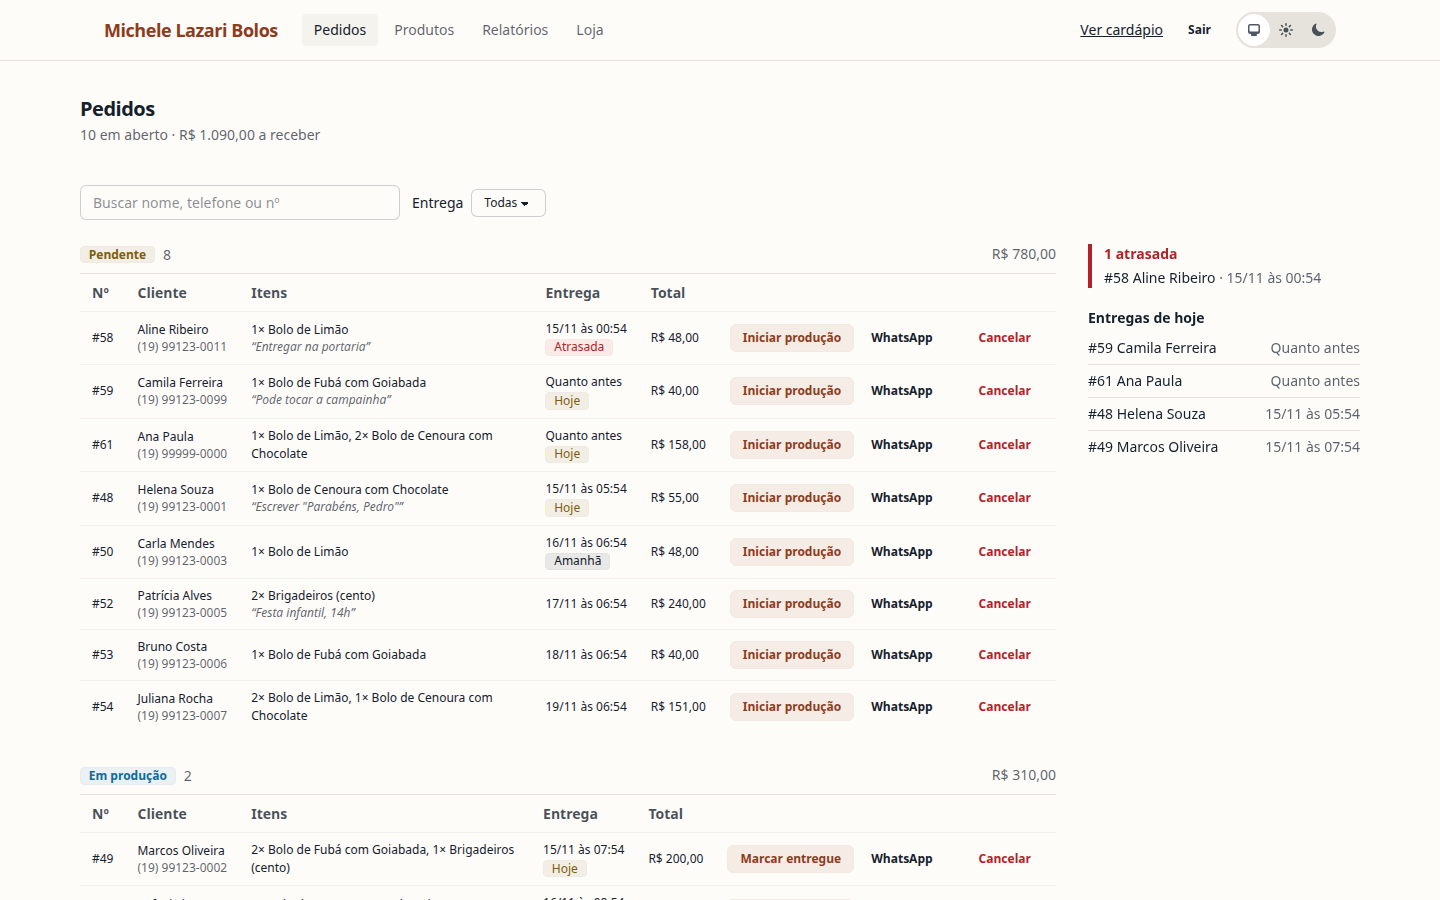 Michele Lazari Bolos Pedidos Produtos Relatórios Loja Ver cardápio Sair
Pedidos
10 em aberto · R$ 1.090,00 a receber
Buscar nome, telefone ou nº Entrega Todas
Pendente 8 R$ 780,00
Nº Cliente Itens Entrega Total
#58 Aline Ribeiro (19) 99123-0011 1× Bolo de Limão “Entregar na portaria” 15/11 às 00:54 Atrasada R$ 48,00 Iniciar produção WhatsApp Cancelar
#59 Camila Ferreira (19) 99123-0099 1× Bolo de Fubá com Goiabada “Pode tocar a campainha” Quanto antes Hoje R$ 40,00 Iniciar produção WhatsApp Cancelar
#61 Ana Paula (19) 99999-0000 1× Bolo de Limão, 2× Bolo de Cenoura com Chocolate Quanto antes Hoje R$ 158,00 Iniciar produção WhatsApp Cancelar
#48 Helena Souza (19) 99123-0001 1× Bolo de Cenoura com Chocolate “Escrever "Parabéns, Pedro"” 15/11 às 05:54 Hoje R$ 55,00 Iniciar produção WhatsApp Cancelar
#50 Carla Mendes (19) 99123-0003 1× Bolo de Limão 16/11 às 06:54 Amanhã R$ 48,00 Iniciar produção WhatsApp Cancelar
#52 Patrícia Alves (19) 99123-0005 2× Brigadeiros (cento) “Festa infantil, 14h” 17/11 às 06:54 R$ 240,00 Iniciar produção WhatsApp Cancelar
#53 Bruno Costa (19) 99123-0006 1× Bolo de Fubá com Goiabada 18/11 às 06:54 R$ 40,00 Iniciar produção WhatsApp Cancelar
#54 Juliana Rocha (19) 99123-0007 2× Bolo de Limão, 1× Bolo de Cenoura com Chocolate 19/11 às 06:54 R$ 151,00 Iniciar produção WhatsApp Cancelar
Em produção 2 R$ 310,00
Nº Cliente Itens Entrega Total
#49 Marcos Oliveira (19) 99123-0002 2× Bolo de Fubá com Goiabada, 1× Brigadeiros (cento) 15/11 às 07:54 Hoje R$ 200,00 Marcar entregue WhatsApp Cancelar
1 atrasada
#58 Aline Ribeiro · 15/11 às 00:54
Entregas de hoje
#59 Camila Ferreira Quanto antes
#61 Ana Paula Quanto antes
#48 Helena Souza 15/11 às 05:54
#49 Marcos Oliveira 15/11 às 07:54